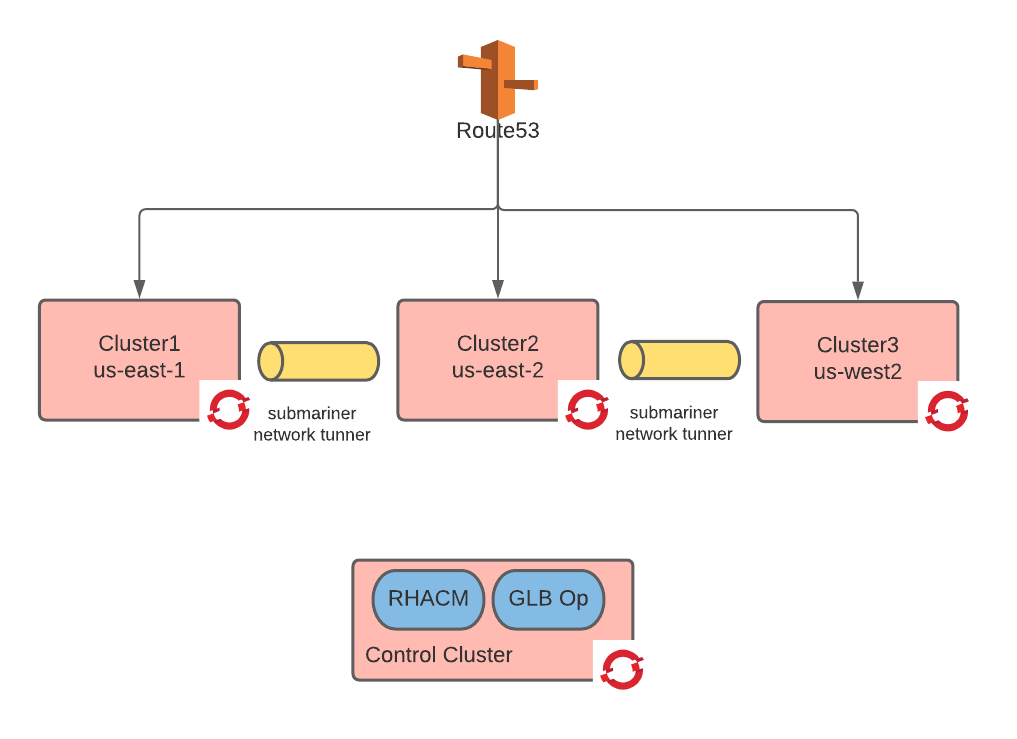 Route53
Cluster1
us-east-1
Cluster2
us-east-2
Cluster3
us-west2
submariner
network tunner
submariner
network tunner
RHACM
GLB Op
Control Cluster